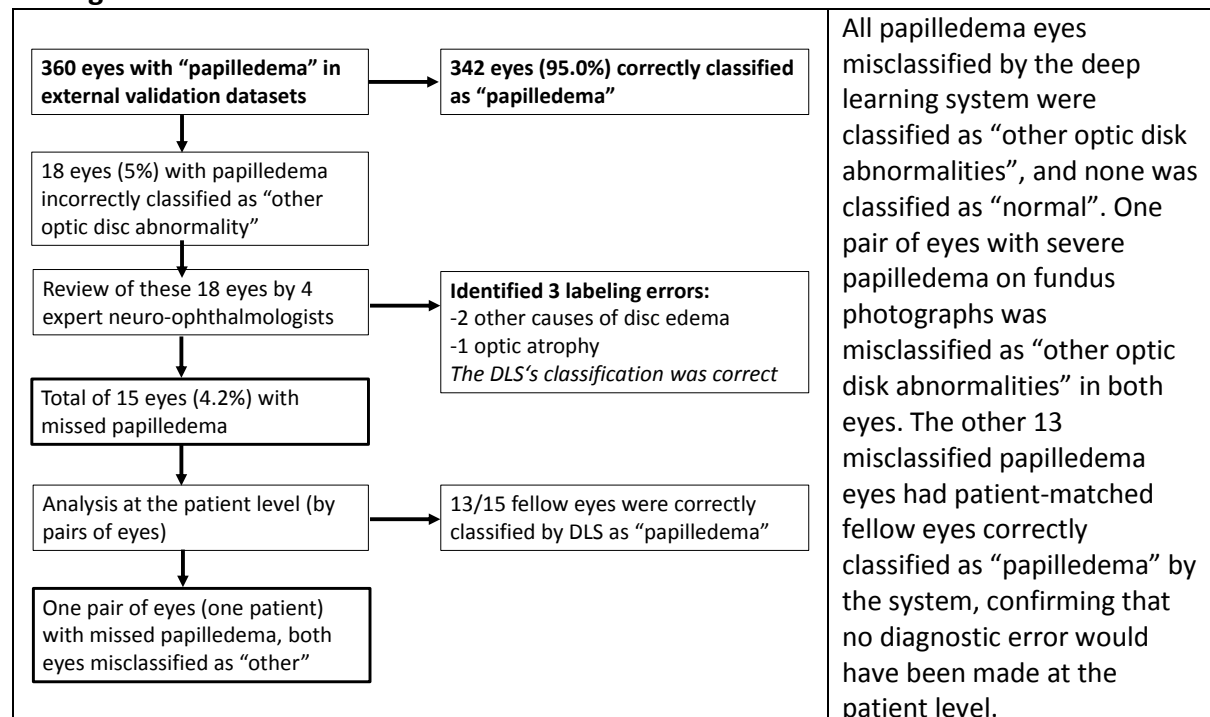 360 eyes with “papilledema” in
external validation datasets
342 eyes (95.0%) correctly classified
as “papilledema”
18 eyes (5%) with papilledema
incorrectly classified as “other
optic disc abnormality”
Review of these 18 eyes by 4
expert neuro-ophthalmologists
Identified 3 labeling errors:
-2 other causes of disc edema
-1 optic atrophy
The DLS‘s classification was correct
Total of 15 eyes (4.2%) with
missed papilledema
Analysis at the patient level (by
pairs of eyes)
13/15 fellow eyes were correctly
classified by DLS as “papilledema”
One pair of eyes (one patient)
with missed papilledema, both
eyes misclassified as “other”
All papilledema eyes
misclassified by the deep
learning system were
classified as “other optic disk
abnormalities”, and none was
classified as “normal”. One
pair of eyes with severe
papilledema on fundus
photographs was
misclassified as “other optic
disk abnormalities” in both
eyes. The other 13
misclassified papilledema
eyes had patient-matched
fellow eyes correctly
classified as “papilledema” by
the system, confirming that
no diagnostic error would
have been made at the
patient level.